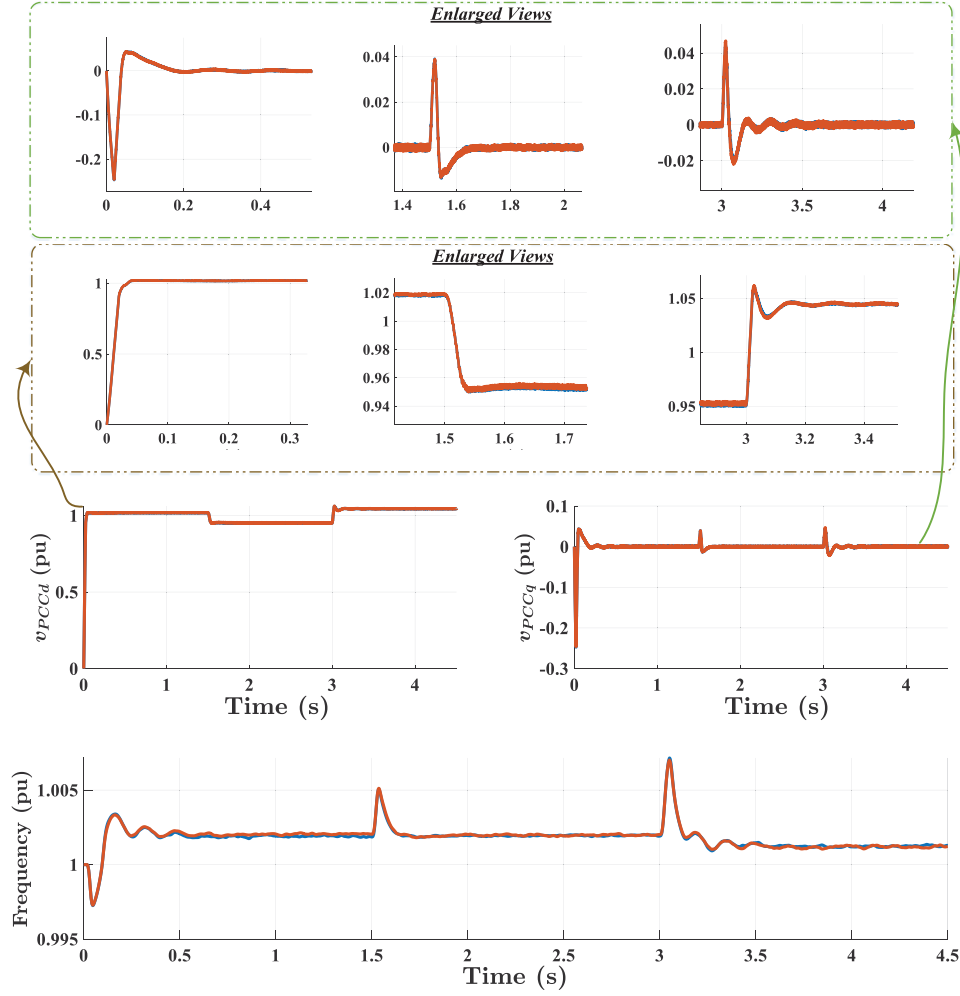 Enlarged Views
0
-0.1
-0.2
0 0.2 0.4
0.04
0.02
0
1.4 1.6 1.8 2
0.04
0.02
0
-0.02
3 3.5 4
Enlarged Views
1
0.5
0
0 0.1 0.2 0.3
1.02
1
0.98
0.96
0.94
1.5 1.6 1.7
1.05
1
0.95
3 3.2 3.4
v_PCCd (pu)
1
0.5
0
0 1 2 3 4
Time (s)
v_PCCq (pu)
0.1
0
-0.1
-0.2
-0.3
0 1 2 3 4
Time (s)
Frequency (pu)
1.005
1
0.995
0 0.5 1 1.5 2 2.5 3 3.5 4 4.5
Time (s)